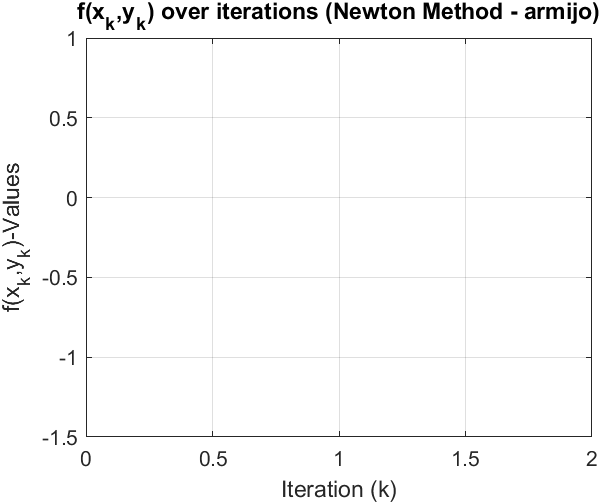 f(xk,yk) over iterations (Newton Method - armijo)
1
0.5
0
-0.5
-1
-1.5
f(xk,yk)-Values
0 0.5 1 1.5 2
Iteration (k)